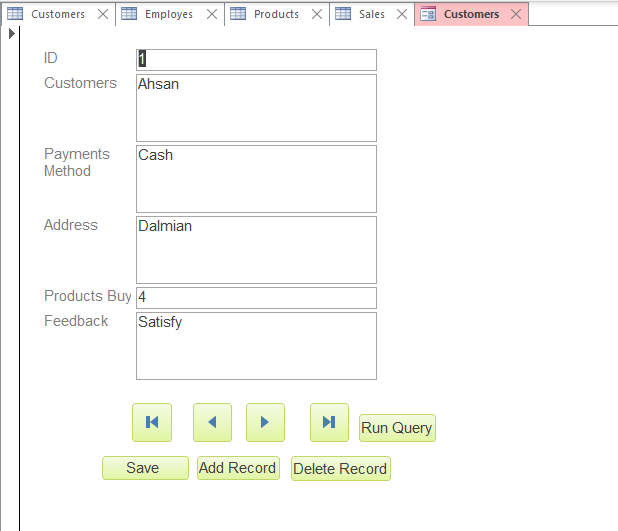 Customers Employes Products Sales Customers
ID 1
Customers Ahsan
Payments Cash
Method
Address Dalmian
Products Buy 4
Feedback Satisfy
Run Query
Save Add Record Delete Record